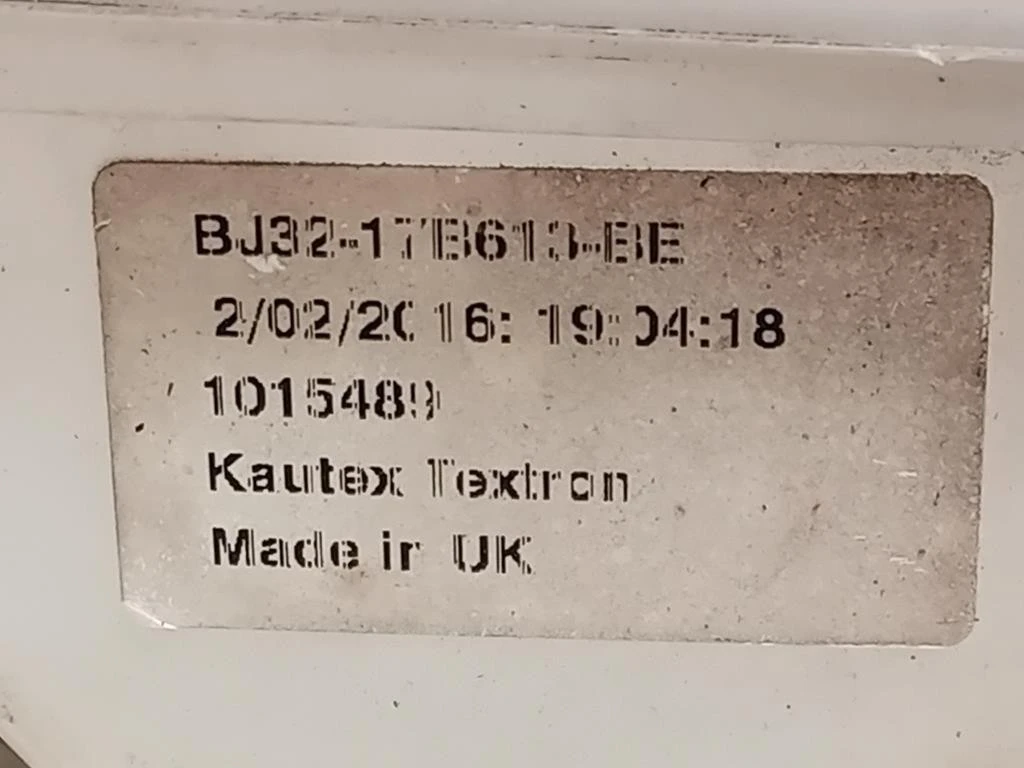 BJ32-17B613-BE
2/02/2016: 19:04:18
1015489
Kautex Textron
Made in UK